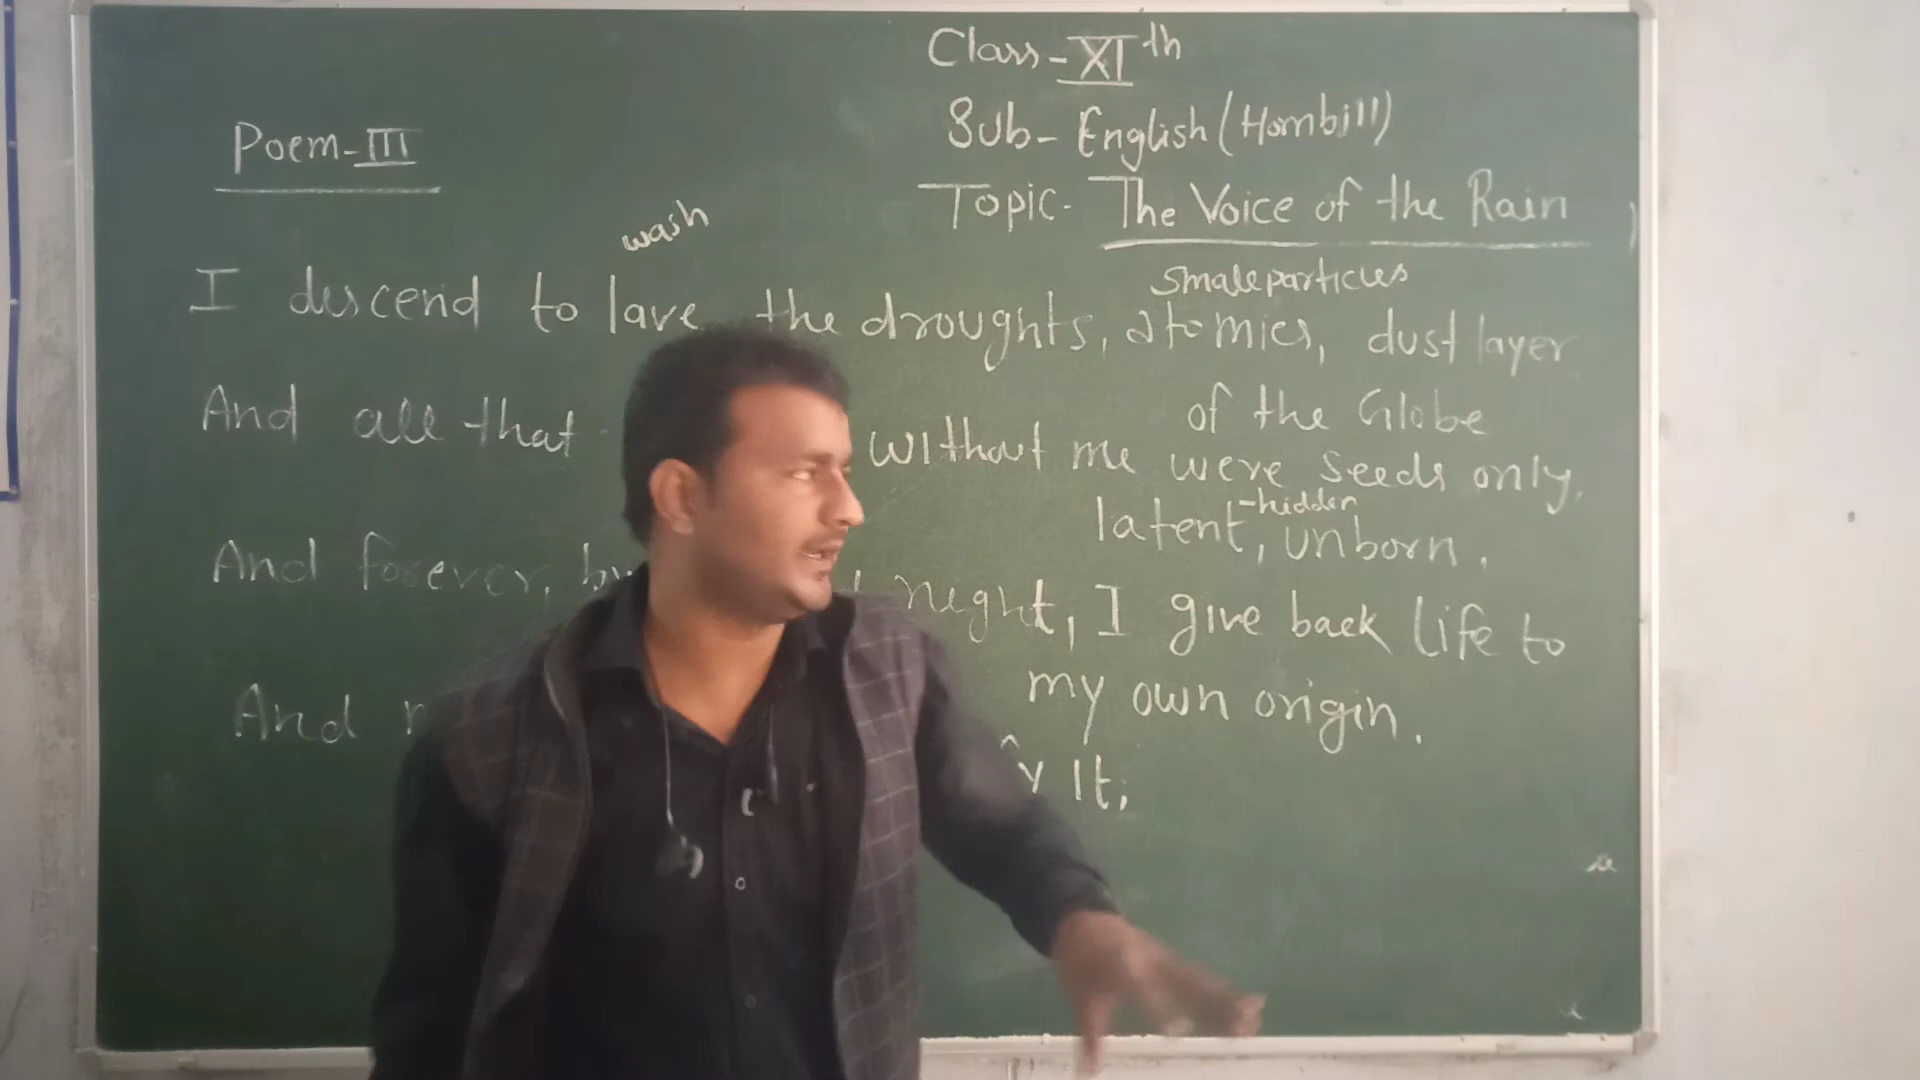 Class-XIth
Sub- English (Hornbill)
Poem-III
Topic- The Voice of the Rain
wash
small particles
I descend to lave the droughts, atomics, dust layer
of the Globe
And all that without me were seeds only,
-hidden
latent, unborn.
And forever, by night, I give back life to
my own origin.
And
it,